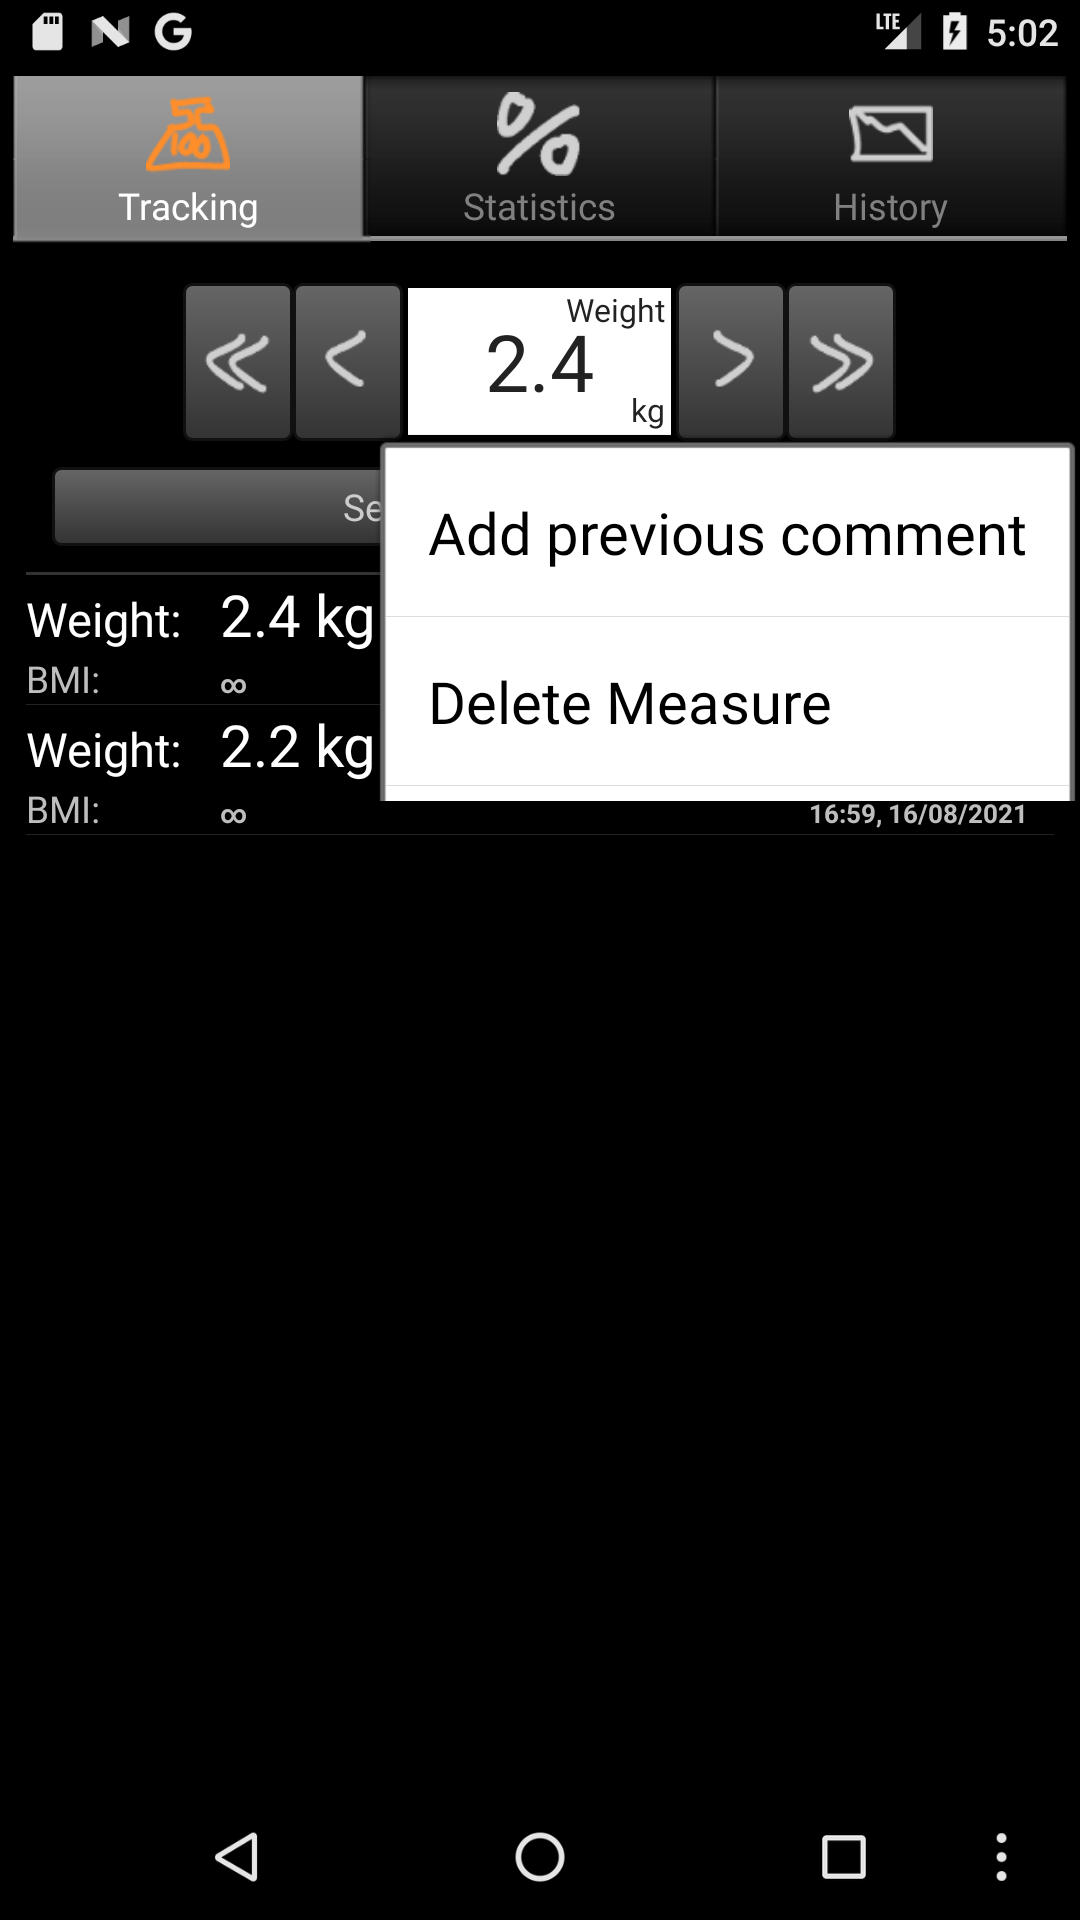 LTE 5:02
100
Tracking Statistics History
Weight
2.4
kg
Se
Add previous comment
Weight: 2.4 kg
BMI: ∞
Delete Measure
Weight: 2.2 kg
BMI: ∞ 16:59, 16/08/2021